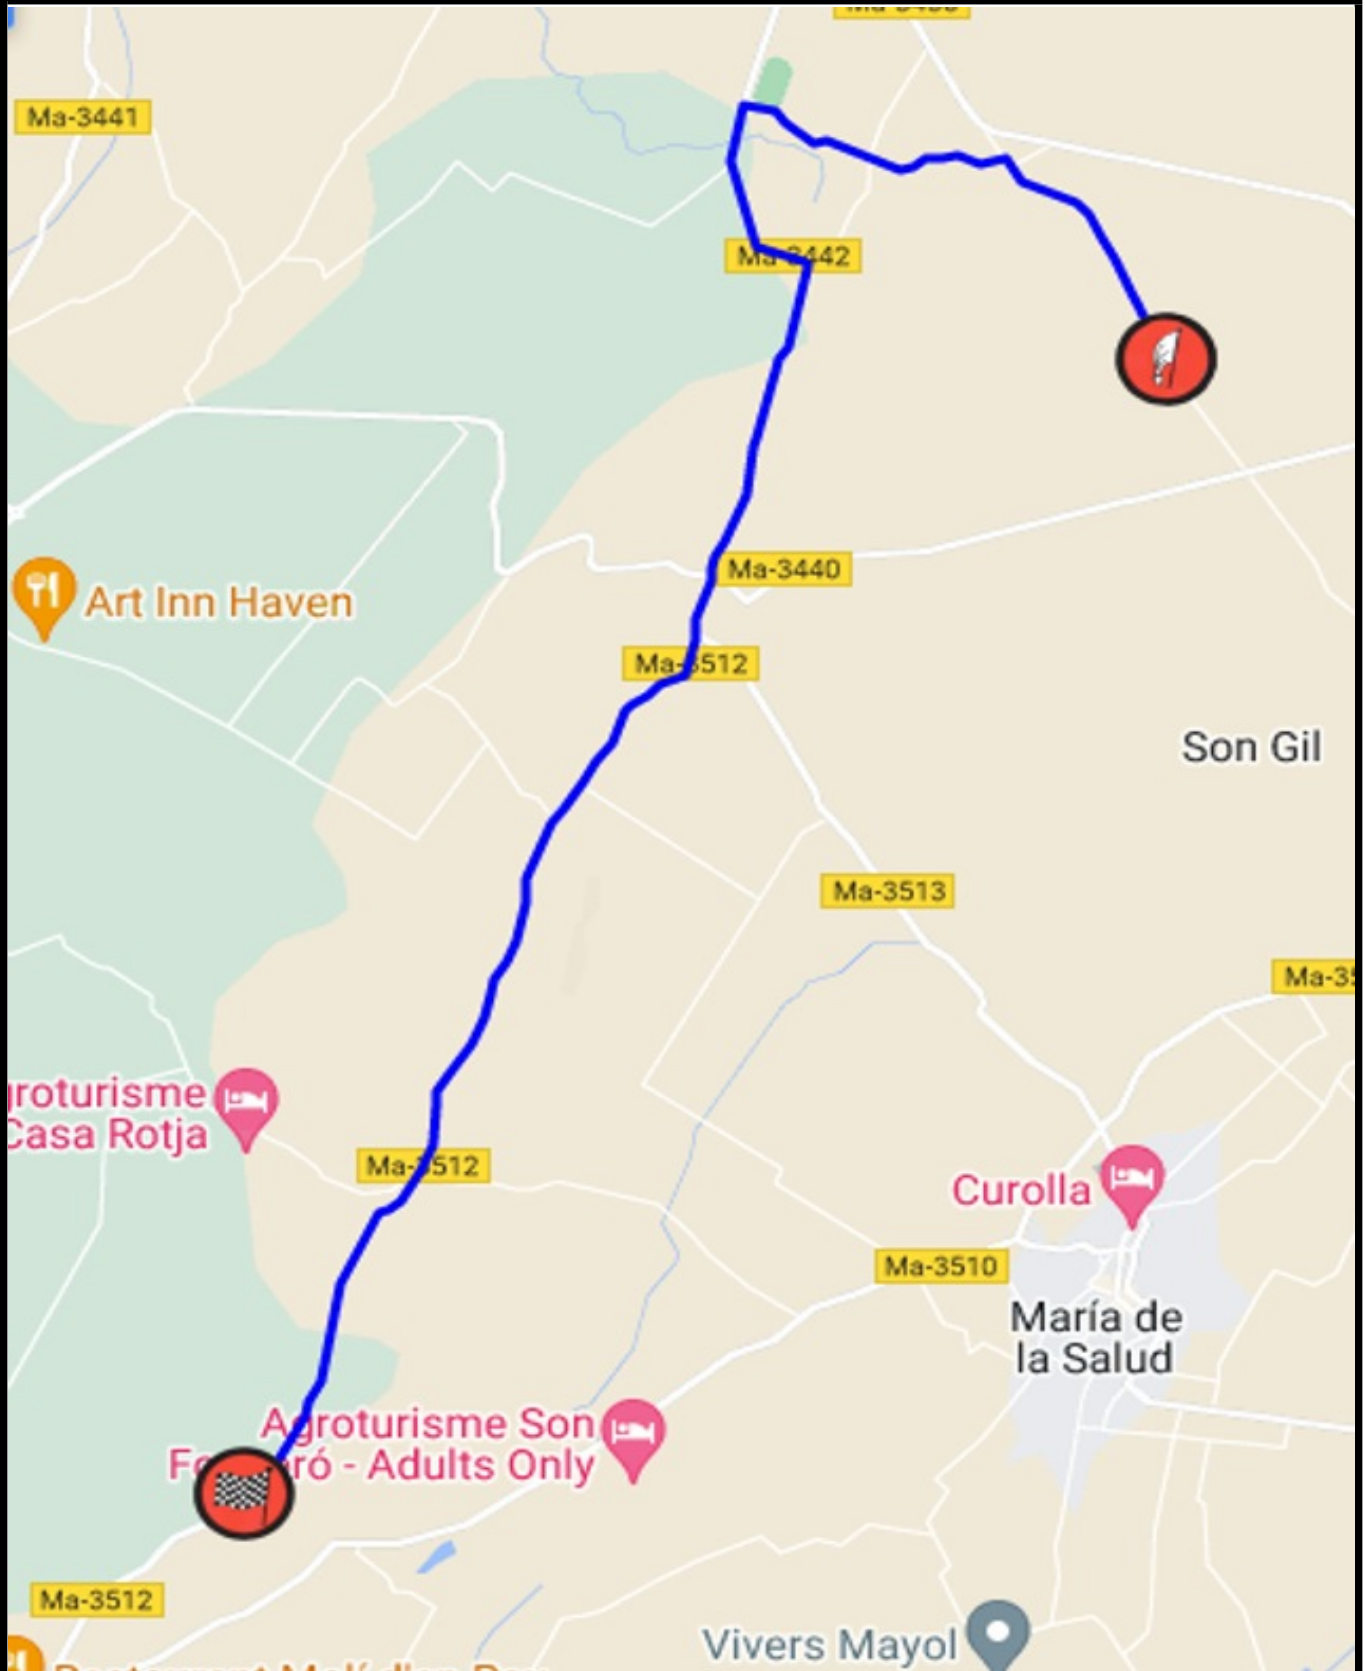 Ma-3441
Ma-3442
Art Inn Haven
Ma-3440
Ma-3512
Son Gil
Ma-3513
groturisme
Casa Rotja
Ma-3512
Curolla
Ma-3510
María de
la Salud
Agroturisme Son
- Adults Only
Ma-3512
Vivers Mayol